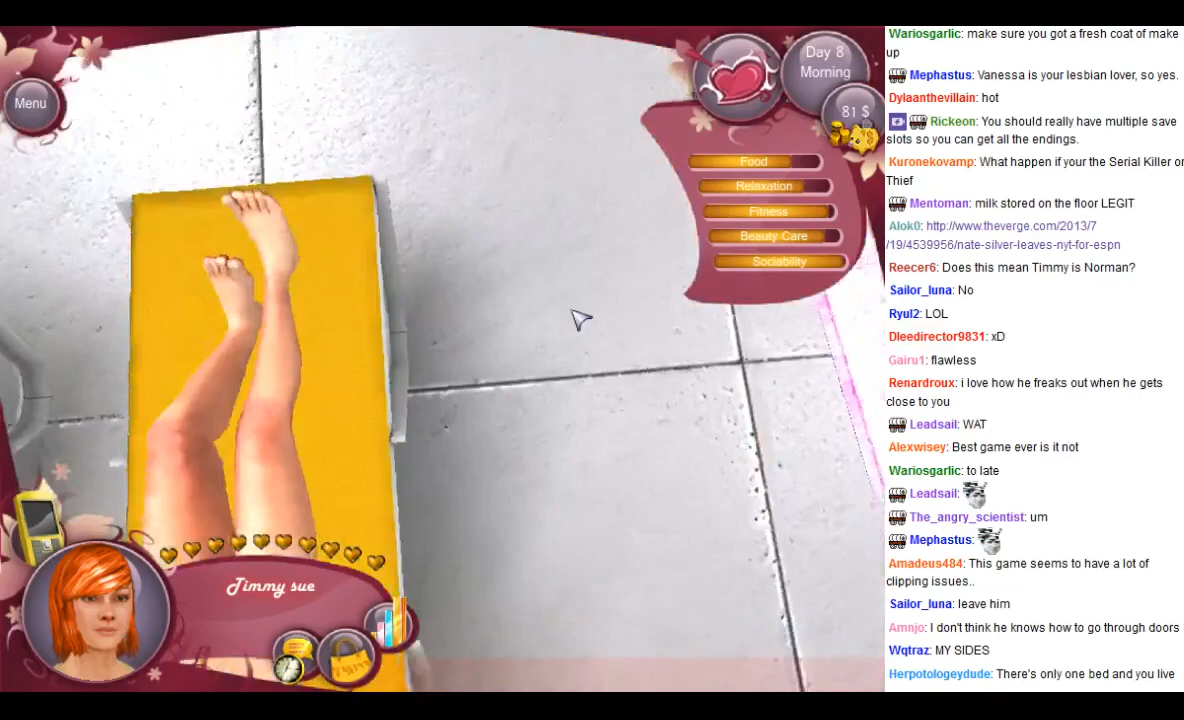 Menu
Day 8
Morning
81 $
Food
Relaxation
Fitness
Beauty Care
Sociability
Timmy sue
Wariosgarlic: make sure you got a fresh coat of make
up
Mephastus: Vanessa is your lesbian lover, so yes.
Dylaanthevillain: hot
Rickeon: You should really have multiple save
slots so you can get all the endings.
Kuronekovamp: What happen if your the Serial Killer or
Thief
Mentoman: milk stored on the floor LEGIT
Alok0: http://www.theverge.com/2013/7
/19/4539956/nate-silver-leaves-nyt-for-espn
Reecer6: Does this mean Timmy is Norman?
Sailor_luna: No
Ryul2: LOL
Dleedirector9831: xD
Gairu1: flawless
Renardroux: i love how he freaks out when he gets
close to you
Leadsail: WAT
Alexwisey: Best game ever is it not
Wariosgarlic: to late
Leadsail:
The_angry_scientist: um
Mephastus:
Amadeus484: This game seems to have a lot of
clipping issues..
Sailor_luna: leave him
Amnjo: I don't think he knows how to go through doors
Wqtraz: MY SIDES
Herpotologeydude: There's only one bed and you live